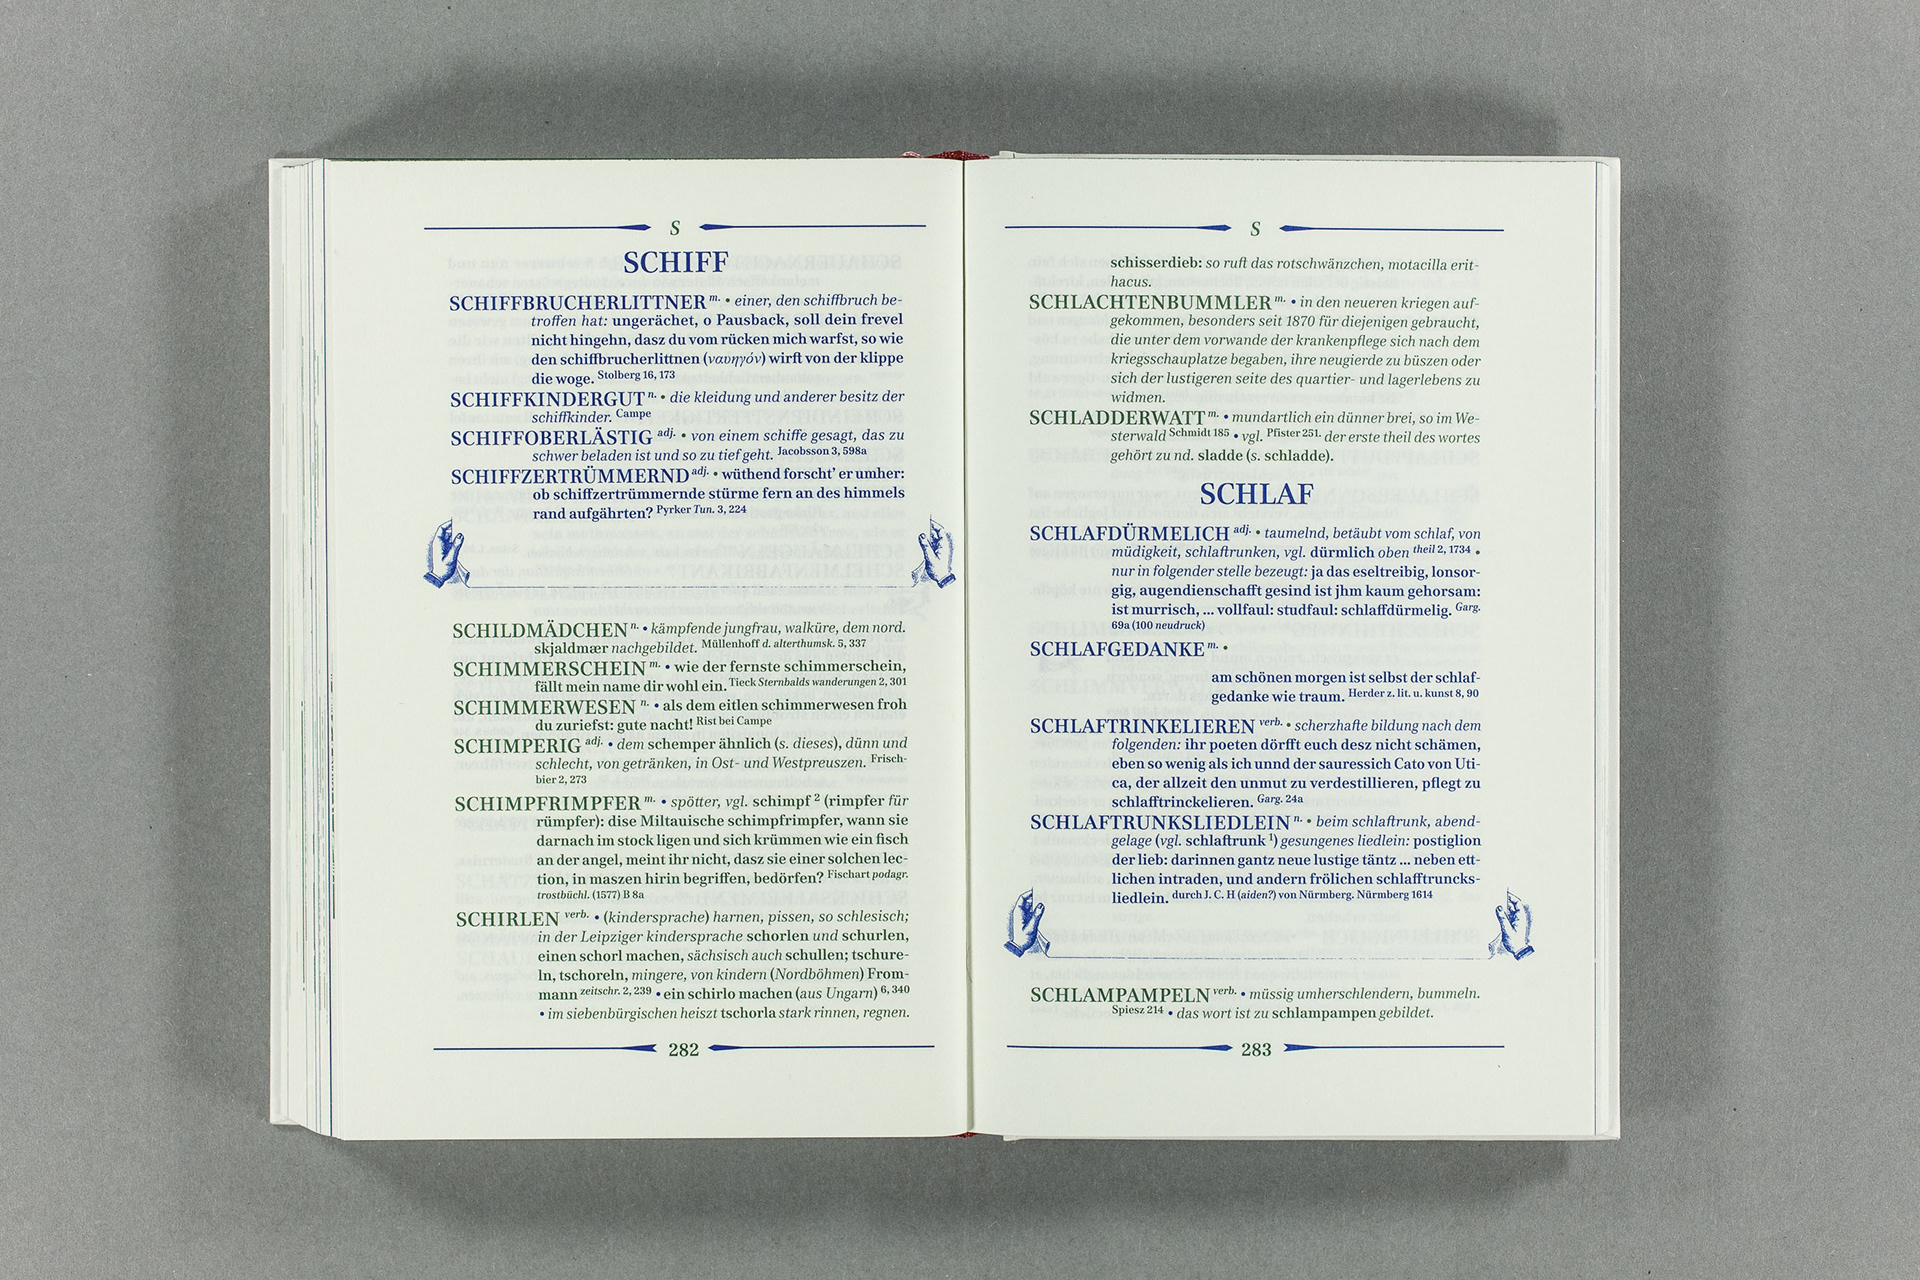 S
SCHIFF
SCHIFFBRUCHERLITTNER m. • einer, den schiffbruch be-
troffen hat: ungerächet, o Pausback, soll dein frevel
nicht hingehn, dasz du vom rücken mich warfst, so wie
den schiffbrucherlittnen (ναυηγόν) wirft von der klippe
die woge. Stolberg 16, 173
SCHIFFKINDERGUT n. • die kleidung und anderer besitz der
schiffkinder. Campe
SCHIFFOBERLÄSTIG adj. • von einem schiffe gesagt, das zu
schwer beladen ist und so zu tief geht. Jacobsson 3, 598a
SCHIFFZERTRÜMMERND adj. • wüthend forscht’ er umher:
ob schiffzertrümmernde stürme fern an des himmels
rand aufgährten? Pyrker Tun. 3, 224
SCHILDMÄDCHEN n. • kämpfende jungfrau, walküre, dem nord.
skjaldmær nachgebildet. Müllenhoff d. alterthumsk. 5, 337
SCHIMMERSCHEIN m. • wie der fernste schimmerschein,
fällt mein name dir wohl ein. Tieck Sternbalds wanderungen 2, 301
SCHIMMERWESEN n. • als dem eitlen schimmerwesen froh
du zuriefst: gute nacht! Rist bei Campe
SCHIMPERIG adj. • dem schemper ähnlich (s. dieses), dünn und
schlecht, von getränken, in Ost- und Westpreuszen. Frisch-
bier 2, 273
SCHIMPFRIMPFER m. • spötter, vgl. schimpf 2 (rimpfer für
rümpfer): dise Miltauische schimpfrimpfer, wann sie
darnach im stock ligen und sich krümmen wie ein fisch
an der angel, meint ihr nicht, dasz sie einer solchen lec-
tion, in maszen hirin begriffen, bedörfen? Fischart podagr.
trostbüchl. (1577) B 8a
SCHIRLEN verb. • (kindersprache) harnen, pissen, so schlesisch;
in der Leipziger kindersprache schorlen und schurlen,
einen schorl machen, sächsisch auch schullen; tschure-
ln, tschoreln, mingere, von kindern (Nordböhmen) From-
mann zeitschr. 2, 239 • ein schirlo machen (aus Ungarn) 6, 340
• im siebenbürgischen heiszt tschorla stark rinnen, regnen.
282
S
schisserdieb: so ruft das rotschwänzchen, motacilla erit-
hacus.
SCHLACHTENBUMMLER m. • in den neueren kriegen auf-
gekommen, besonders seit 1870 für diejenigen gebraucht,
die unter dem vorwande der krankenpflege sich nach dem
kriegsschauplatze begaben, ihre neugierde zu büszen oder
sich der lustigeren seite des quartier- und lagerlebens zu
widmen.
SCHLADDERWATT m. • mundartlich ein dünner brei, so im We-
sterwald Schmidt 185 • vgl. Pfister 251. der erste theil des wortes
gehört zu nd. sladde (s. schladde).
SCHLAF
SCHLAFDÜRMELICH adj. • taumelnd, betäubt vom schlaf, von
müdigkeit, schlaftrunken, vgl. dürmlich oben theil 2, 1734 •
nur in folgender stelle bezeugt: ja das eseltreibig, lonsor-
gig, augendienschafft gesind ist jhm kaum gehorsam:
ist murrisch, ... vollfaul: studfaul: schlaffdürmelig. Garg.
69a (100 neudruck)
SCHLAFGEDANKE m. •
am schönen morgen ist selbst der schlaf-
gedanke wie traum. Herder z. lit. u. kunst 8, 90
SCHLAFTRINKELIEREN verb. • scherzhafte bildung nach dem
folgenden: ihr poeten dörfft euch desz nicht schämen,
eben so wenig als ich unnd der sauressich Cato von Uti-
ca, der allzeit den unmut zu verdestillieren, pflegt zu
schlafftrinckelieren. Garg. 24a
SCHLAFTRUNKSLIEDLEIN n. • beim schlaftrunk, abend-
gelage (vgl. schlaftrunk 1) gesungenes liedlein: postiglion
der lieb: darinnen gantz neue lustige täntz ... neben ett-
lichen intraden, und andern frölichen schlafftruncks-
liedlein. durch J. C. H (aiden?) von Nürmberg. Nürmberg 1614
SCHLAMPAMPELN verb. • müssig umherschlendern, bummeln.
Spiesz 214 • das wort ist zu schlampampen gebildet.
283